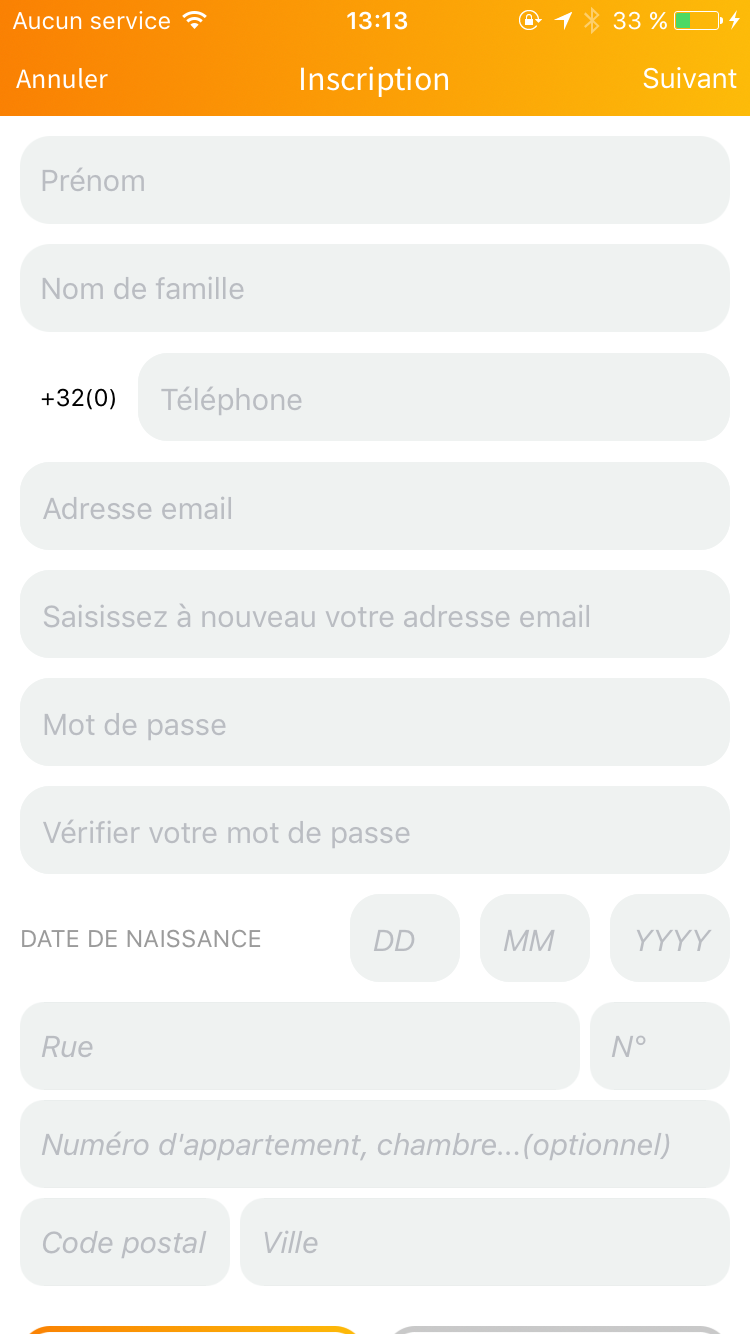 Aucun service 13:13 33 %
Annuler Inscription Suivant
Prénom
Nom de famille
+32(0) Téléphone
Adresse email
Saisissez à nouveau votre adresse email
Mot de passe
Vérifier votre mot de passe
DATE DE NAISSANCE DD MM YYYY
Rue N°
Numéro d'appartement, chambre...(optionnel)
Code postal Ville